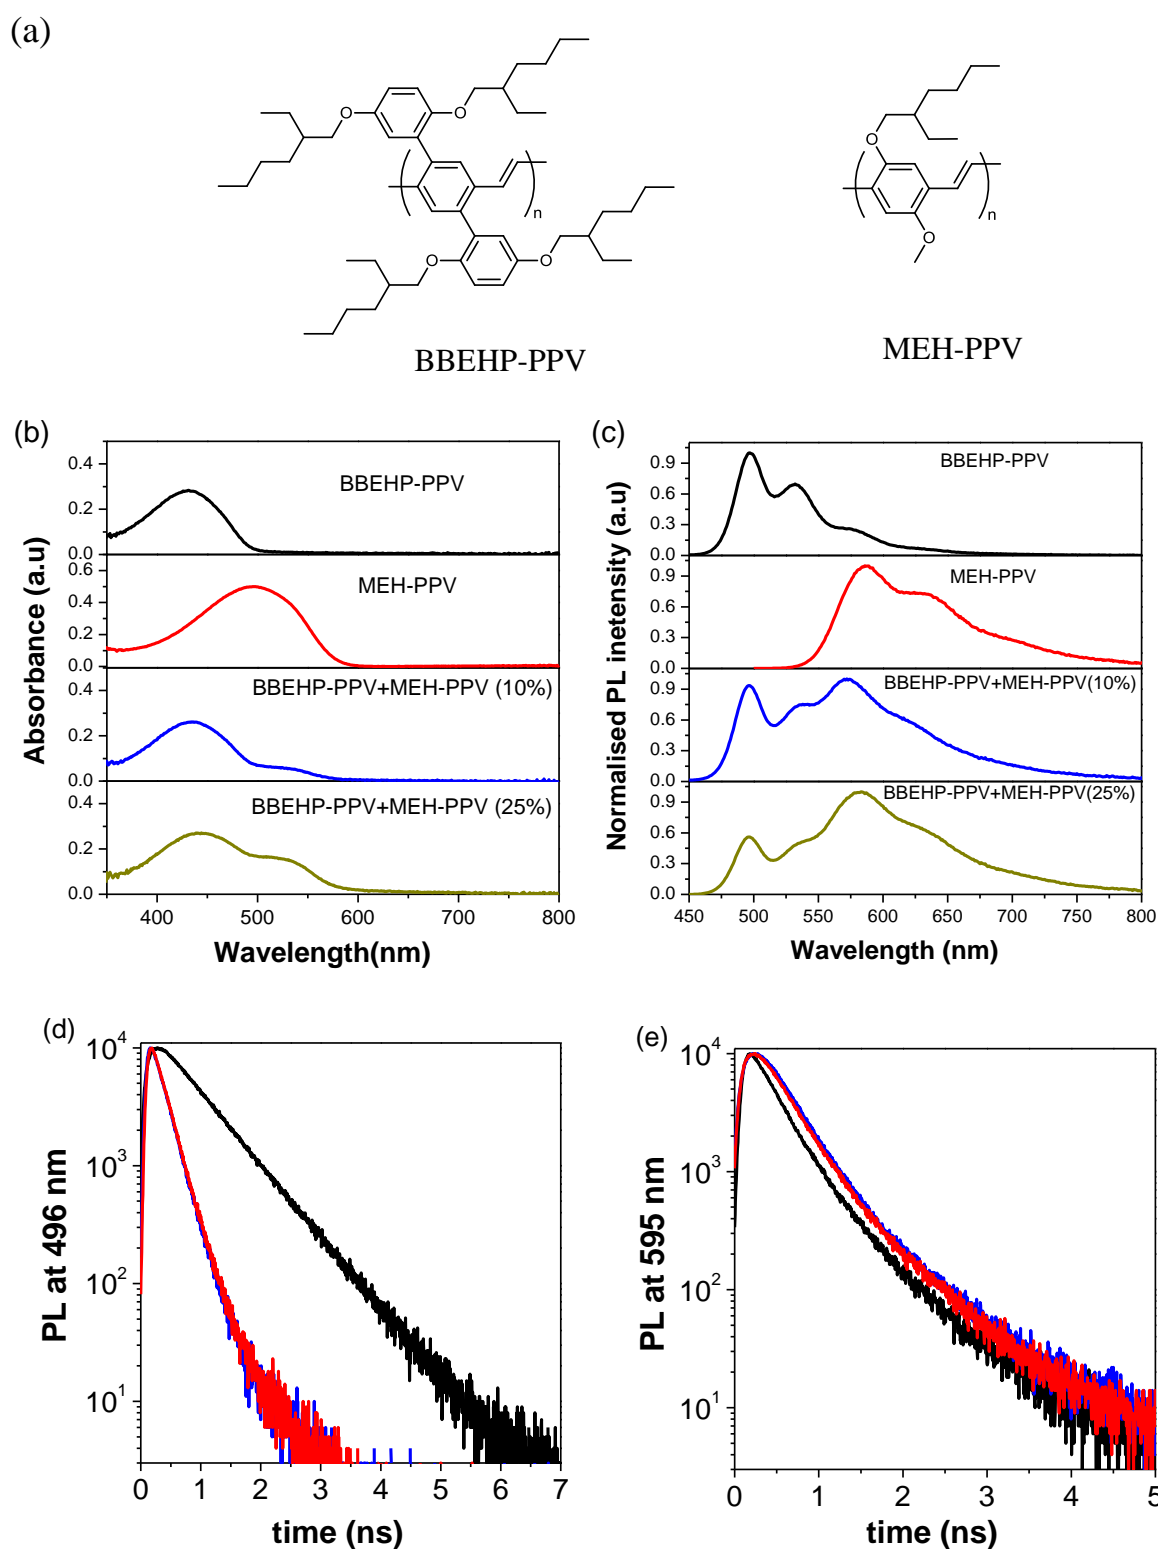 (a)
O
O
O
O
O
O
n
n
BBEHP-PPV
MEH-PPV
(b)
Absorbance (a.u)
0.4
0.2
0.0
0.6
0.4
0.2
0.0
0.4
0.2
0.0
0.4
0.2
0.0
BBEHP-PPV
MEH-PPV
BBEHP-PPV+MEH-PPV (10%)
BBEHP-PPV+MEH-PPV (25%)
400 500 600 700 800
Wavelength(nm)
(c)
Normalised PL inetensity (a.u)
0.9
0.6
0.3
0.0
0.9
0.6
0.3
0.0
0.9
0.6
0.3
0.0
0.9
0.6
0.3
0.0
BBEHP-PPV
MEH-PPV
BBEHP-PPV+MEH-PPV(10%)
BBEHP-PPV+MEH-PPV(25%)
450 500 550 600 650 700 750 800
Wavelength (nm)
(d)
PL at 496 nm
10⁴
10³
10²
10¹
0 1 2 3 4 5 6 7
time (ns)
(e)
PL at 595 nm
10⁴
10³
10²
10¹
0 1 2 3 4 5
time (ns)